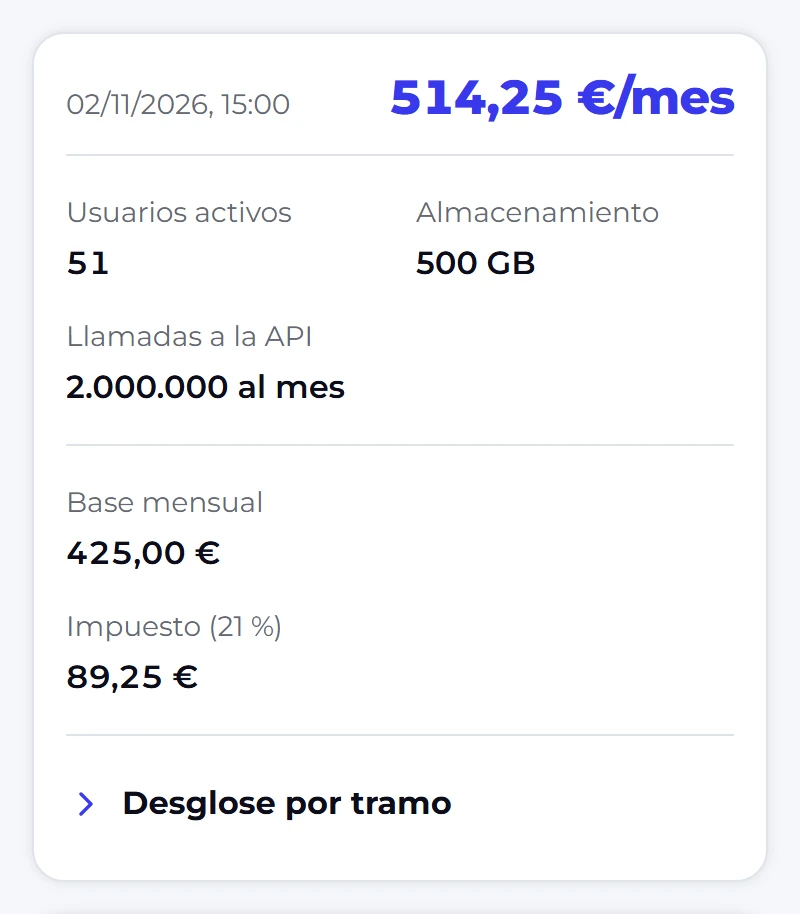 02/11/2026, 15:00
514,25 €/mes
Usuarios activos
51
Almacenamiento
500 GB
Llamadas a la API
2.000.000 al mes
Base mensual
425,00 €
Impuesto (21 %)
89,25 €
Desglose por tramo